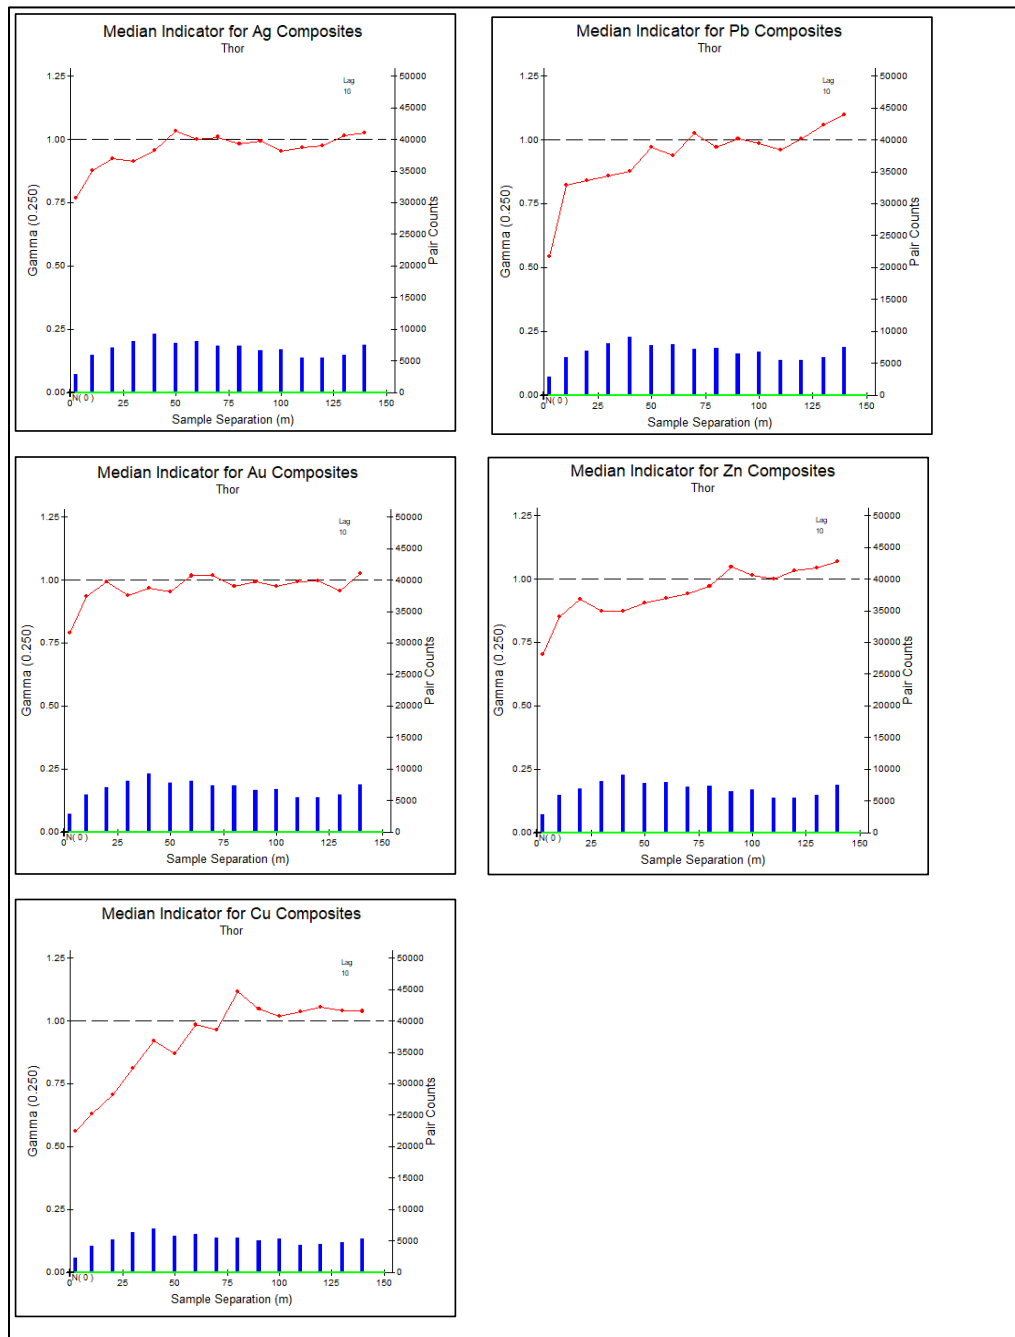 Median Indicator for Ag Composites
Thor
Lag
10
1.25
1.00
0.75
0.50
0.25
0.00
Gamma (0.250)
50000
45000
40000
35000
30000
25000
20000
15000
10000
5000
0
Pair Counts
N( 0 )
0 25 50 75 100 125 150
Sample Separation (m)
Median Indicator for Pb Composites
Thor
Lag
10
1.25
1.00
0.75
0.50
0.25
0.00
Gamma (0.250)
50000
45000
40000
35000
30000
25000
20000
15000
10000
5000
0
Pair Counts
N( 0 )
0 25 50 75 100 125 150
Sample Separation (m)
Median Indicator for Au Composites
Thor
Lag
10
1.25
1.00
0.75
0.50
0.25
0.00
Gamma (0.250)
50000
45000
40000
35000
30000
25000
20000
15000
10000
5000
0
Pair Counts
N( 0 )
0 25 50 75 100 125 150
Sample Separation (m)
Median Indicator for Zn Composites
Thor
Lag
10
1.25
1.00
0.75
0.50
0.25
0.00
Gamma (0.250)
50000
45000
40000
35000
30000
25000
20000
15000
10000
5000
0
Pair Counts
N( 0 )
0 25 50 75 100 125 150
Sample Separation (m)
Median Indicator for Cu Composites
Thor
Lag
10
1.25
1.00
0.75
0.50
0.25
0.00
Gamma (0.250)
50000
45000
40000
35000
30000
25000
20000
15000
10000
5000
0
Pair Counts
N( 0 )
0 25 50 75 100 125 150
Sample Separation (m)